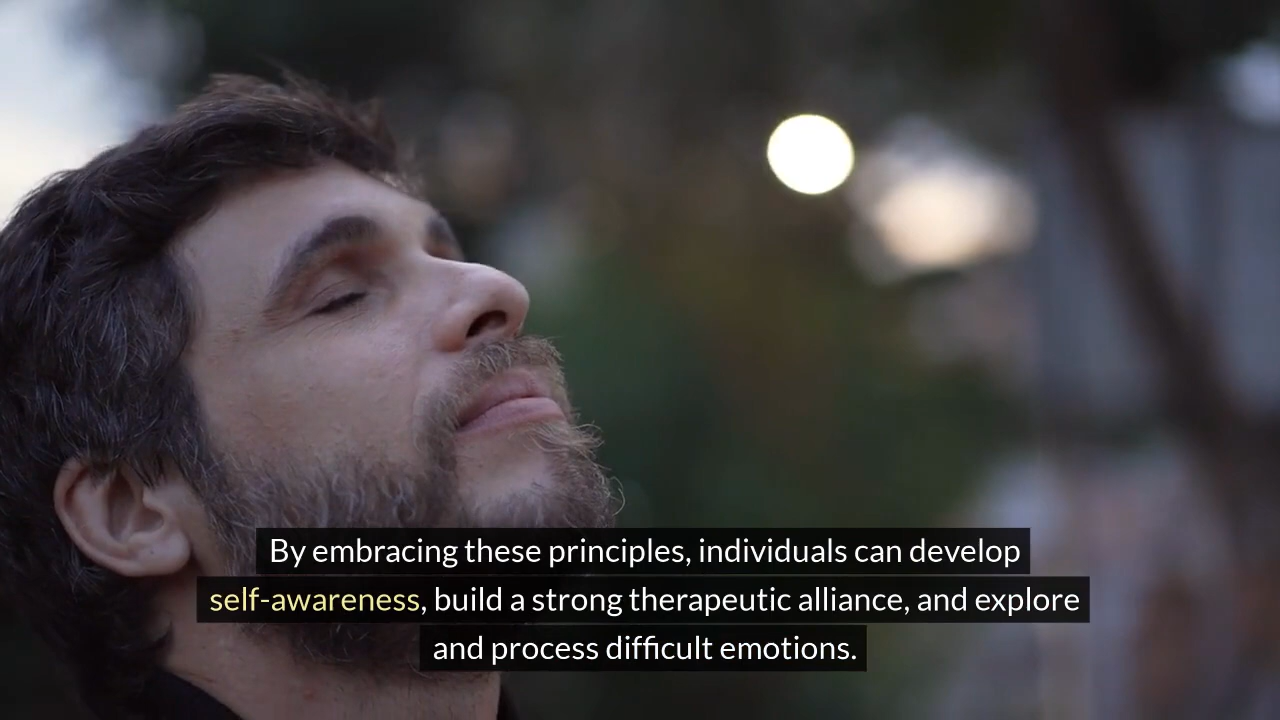 By embracing these principles, individuals can develop
self-awareness, build a strong therapeutic alliance, and explore
and process difficult emotions.